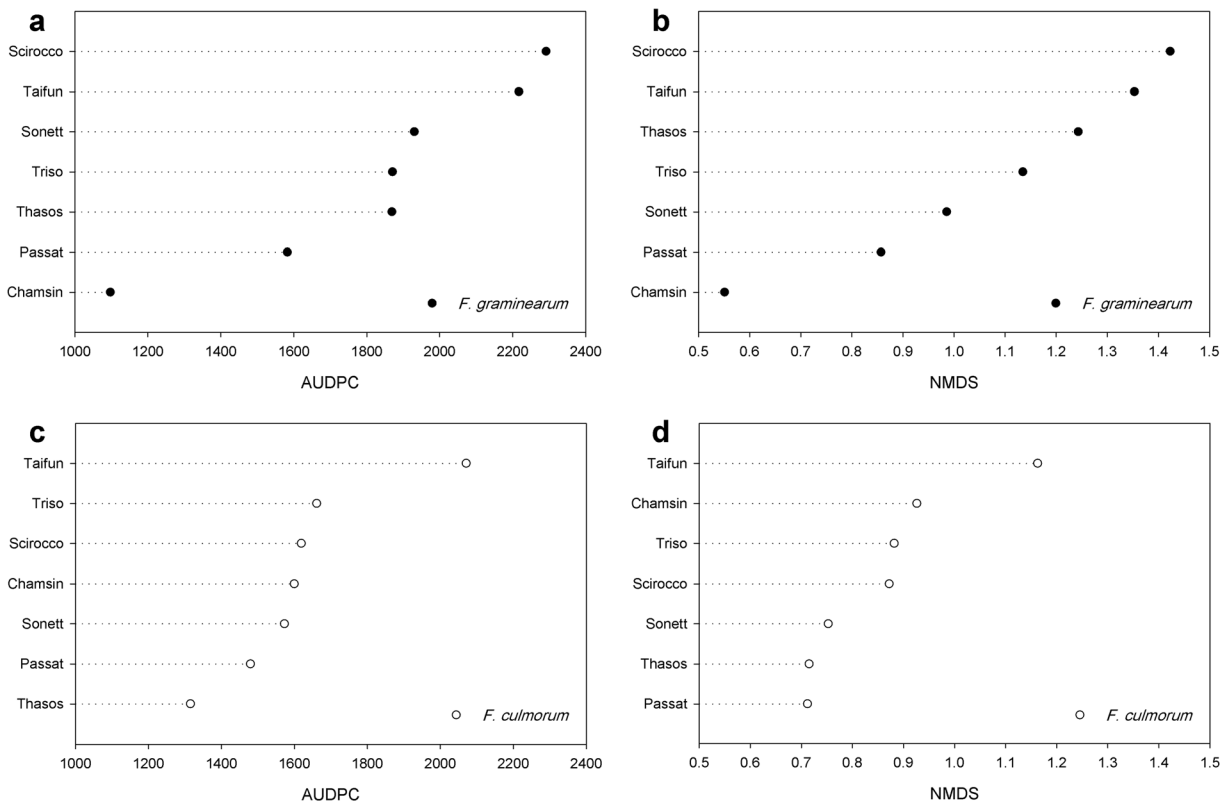 a
Scirocco
Taifun
Sonett
Triso
Thasos
Passat
Chamsin
F. graminearum
1000 1200 1400 1600 1800 2000 2200 2400
AUDPC
b
Scirocco
Taifun
Thasos
Triso
Sonett
Passat
Chamsin
F. graminearum
0.5 0.6 0.7 0.8 0.9 1.0 1.1 1.2 1.3 1.4 1.5
NMDS
c
Taifun
Triso
Scirocco
Chamsin
Sonett
Passat
Thasos
F. culmorum
1000 1200 1400 1600 1800 2000 2200 2400
AUDPC
d
Taifun
Chamsin
Triso
Scirocco
Sonett
Thasos
Passat
F. culmorum
0.5 0.6 0.7 0.8 0.9 1.0 1.1 1.2 1.3 1.4 1.5
NMDS